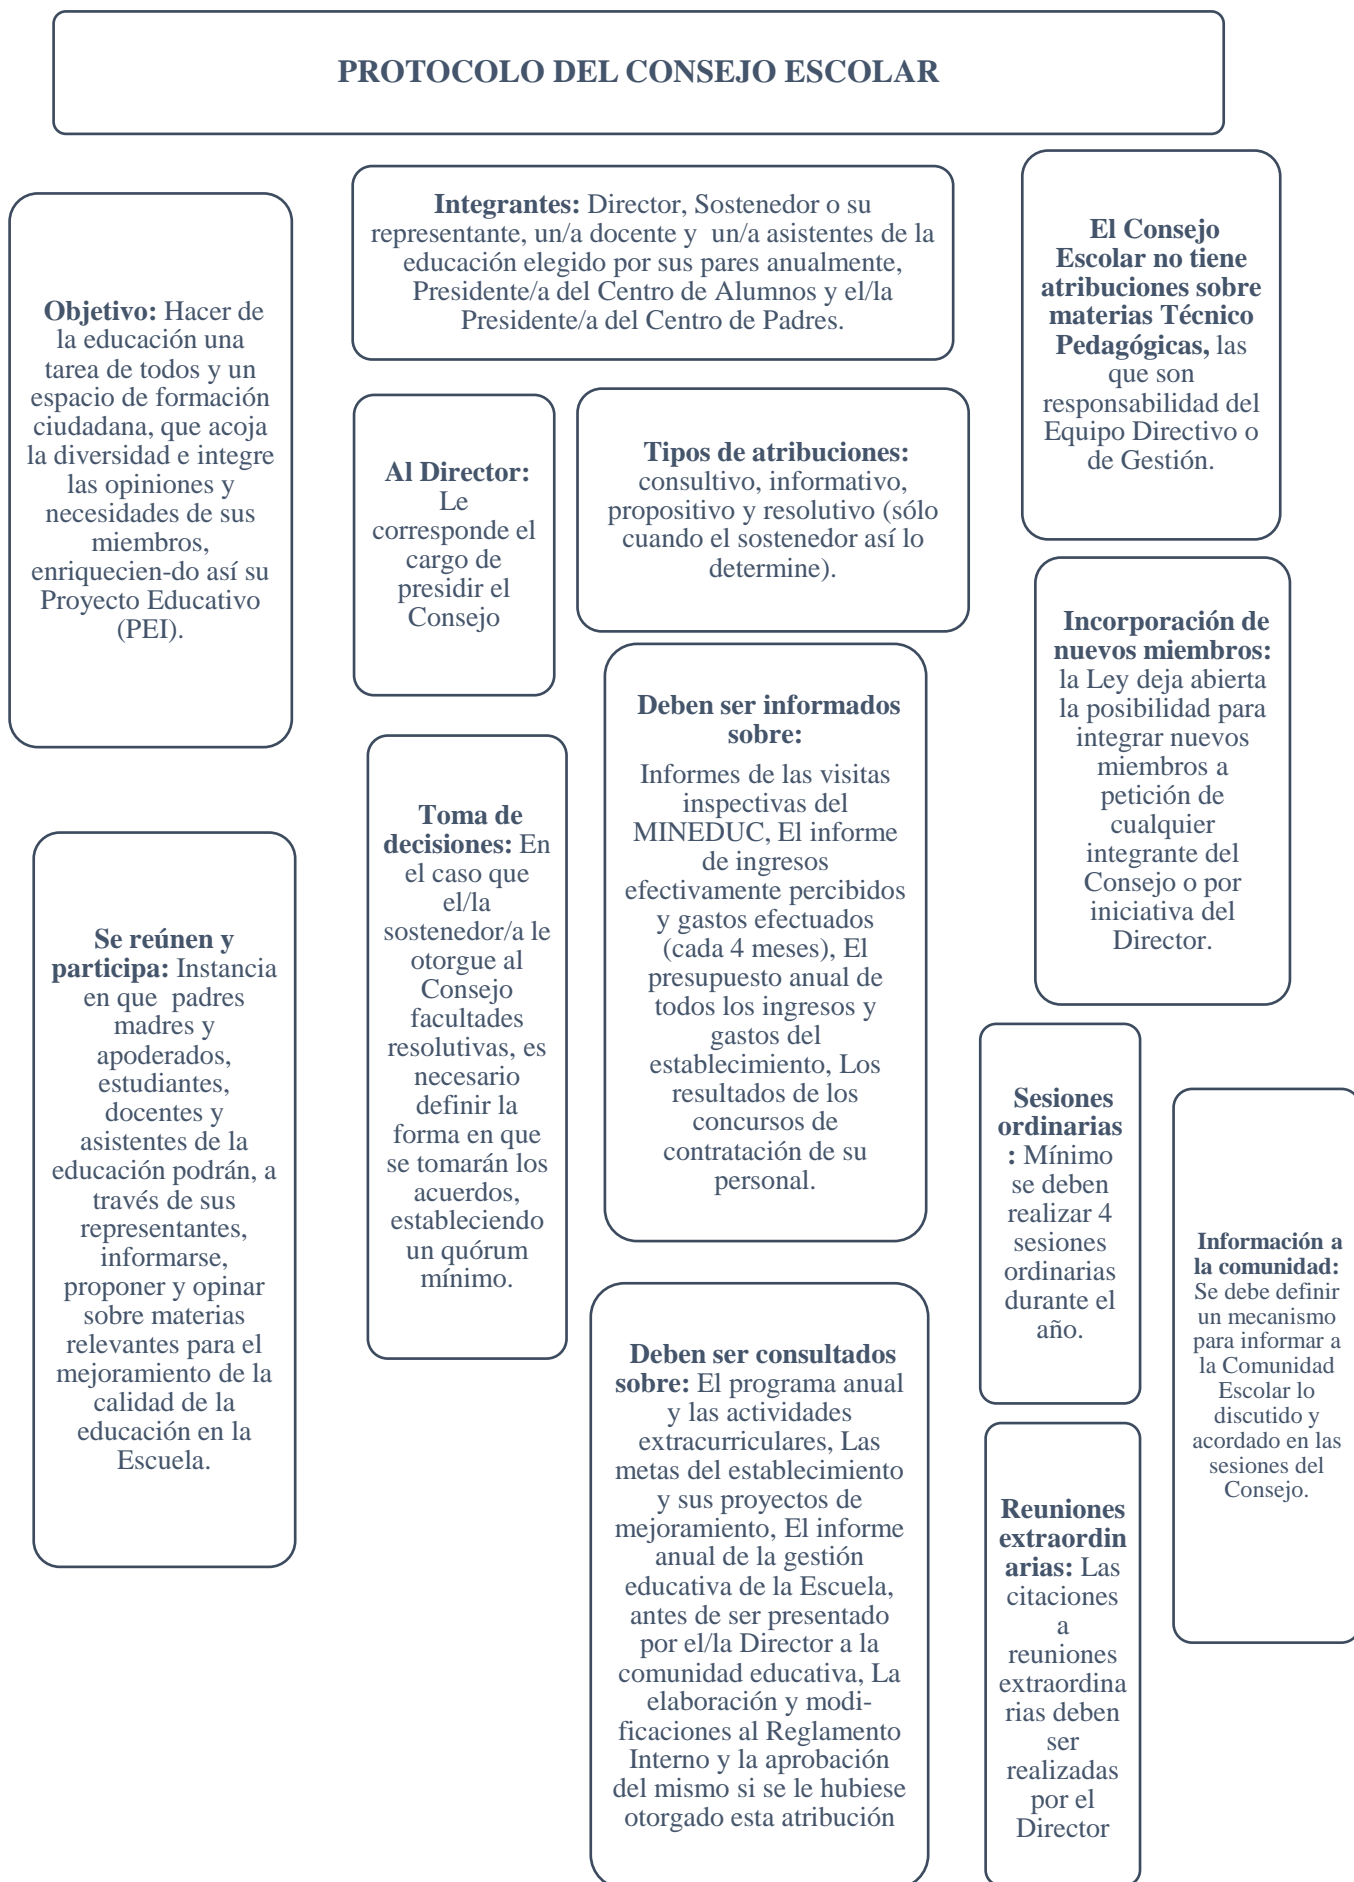 PROTOCOLO DEL CONSEJO ESCOLAR
Objetivo: Hacer de
la educación una
tarea de todos y un
espacio de formación
ciudadana, que acoja
la diversidad e integre
las opiniones y
necesidades de sus
miembros,
enriquecien-do así su
Proyecto Educativo
(PEI).
Se reúnen y
participa: Instancia
en que padres
madres y
apoderados,
estudiantes,
docentes y
asistentes de la
educación podrán, a
través de sus
representantes,
informarse,
proponer y opinar
sobre materias
relevantes para el
mejoramiento de la
calidad de la
educación en la
Escuela.
Integrantes: Director, Sostenedor o su
representante, un/a docente y un/a asistentes de la
educación elegido por sus pares anualmente,
Presidente/a del Centro de Alumnos y el/la
Presidente/a del Centro de Padres.
Al Director:
Le
corresponde el
cargo de
presidir el
Consejo
Toma de
decisiones: En
el caso que
el/la
sostenedor/a le
otorgue al
Consejo
facultades
resolutivas, es
necesario
definir la
forma en que
se tomarán los
acuerdos,
estableciendo
un quórum
mínimo.
Tipos de atribuciones:
consultivo, informativo,
propositivo y resolutivo (sólo
cuando el sostenedor así lo
determine).
Deben ser informados
sobre:
Informes de las visitas
inspectivas del
MINEDUC, El informe
de ingresos
efectivamente percibidos
y gastos efectuados
(cada 4 meses), El
presupuesto anual de
todos los ingresos y
gastos del
establecimiento, Los
resultados de los
concursos de
contratación de su
personal.
Deben ser consultados
sobre: El programa anual
y las actividades
extracurriculares, Las
metas del establecimiento
y sus proyectos de
mejoramiento, El informe
anual de la gestión
educativa de la Escuela,
antes de ser presentado
por el/la Director a la
comunidad educativa, La
elaboración y modi-
ficaciones al Reglamento
Interno y la aprobación
del mismo si se le hubiese
otorgado esta atribución
El Consejo
Escolar no tiene
atribuciones sobre
materias Técnico
Pedagógicas, las
que son
responsabilidad del
Equipo Directivo o
de Gestión.
Incorporación de
nuevos miembros:
la Ley deja abierta
la posibilidad para
integrar nuevos
miembros a
petición de
cualquier
integrante del
Consejo o por
iniciativa del
Director.
Sesiones
ordinarias
: Mínimo
se deben
realizar 4
sesiones
ordinarias
durante el
año.
Reuniones
extraordin
arias: Las
citaciones
a
reuniones
extraordina
rias deben
ser
realizadas
por el
Director
Información a
la comunidad:
Se debe definir
un mecanismo
para informar a
la Comunidad
Escolar lo
discutido y
acordado en las
sesiones del
Consejo.